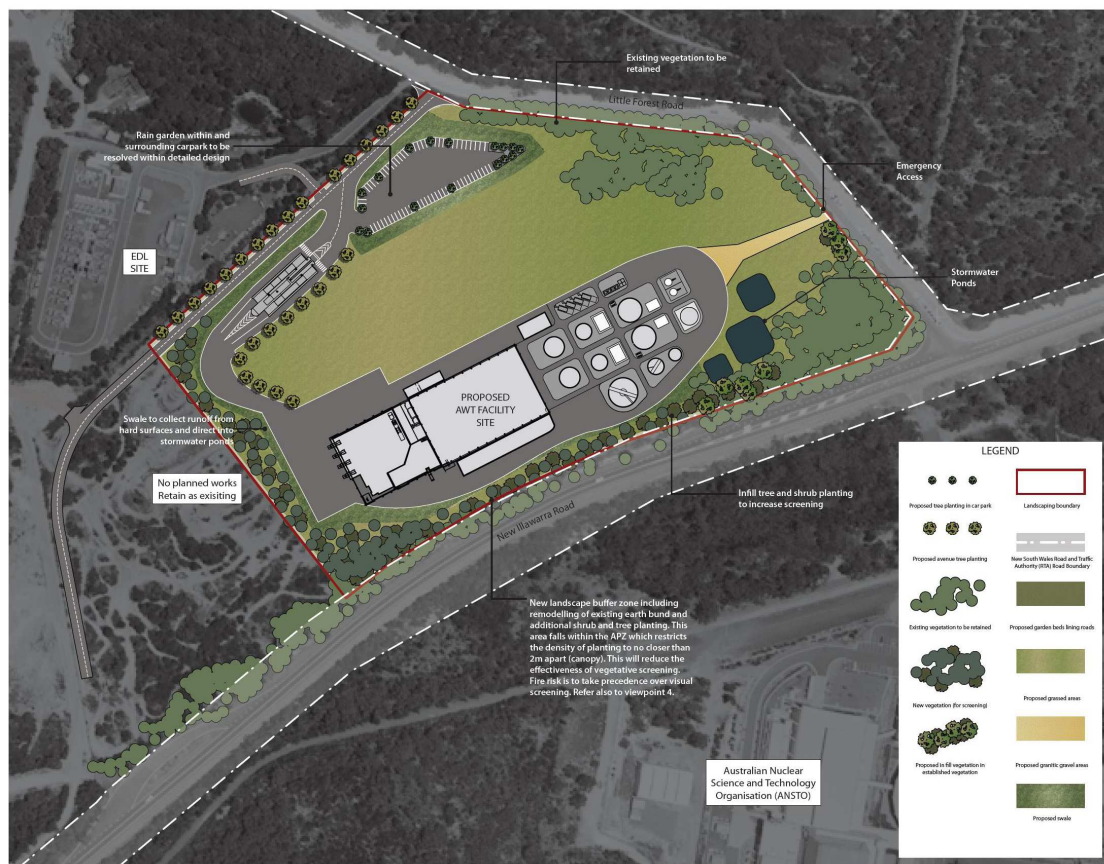 Existing vegetation to be
retained
Little Forest Road
Rain garden within and
surrounding carpark to be
resolved within detailed design
Emergency
Access
EDL
SITE
Stormwater
Ponds
PROPOSED
AWT FACILITY
SITE
Swale to collect runoff from
hard surfaces and direct into
stormwater ponds
No planned works
Retain as exisiting
Infill tree and shrub planting
to increase screening
New Illawarra Road
New landscape buffer zone including
remodelling of existing earth bund and
additional shrub and tree planting. This
area falls within the APZ which restricts
the density of planting to no closer than
2m apart (canopy). This will reduce the
effectiveness of vegetative screening.
Fire risk is to take precedence over visual
screening. Refer also to viewpoint 4.
Australian Nuclear
Science and Technology
Organisation (ANSTO)
LEGEND
Proposed tree planting in car park
Landscaping boundary
Proposed avenue tree planting
New South Wales Road and Traffic
Authority (RTA) Road Boundary
Existing vegetation to be retained
Proposed garden beds lining roads
New vegetation (for screening)
Proposed grassed areas
Proposed in fill vegetation in
established vegetation
Proposed granitic gravel areas
Proposed swale